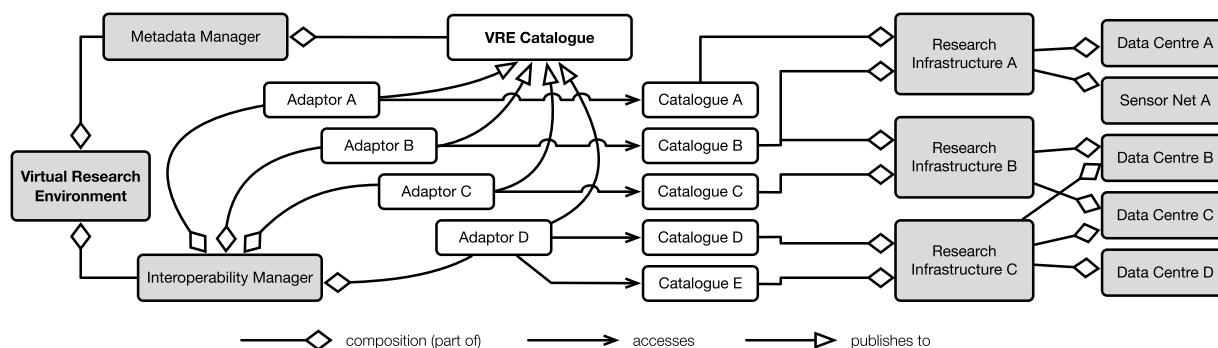 Metadata Manager
VRE Catalogue
Research
Infrastructure A
Data Centre A
Adaptor A
Catalogue A
Sensor Net A
Adaptor B
Catalogue B
Research
Infrastructure B
Data Centre B
Virtual Research
Environment
Adaptor C
Catalogue C
Data Centre C
Adaptor D
Catalogue D
Research
Infrastructure C
Interoperability Manager
Catalogue E
Data Centre D
composition (part of)
accesses
publishes to